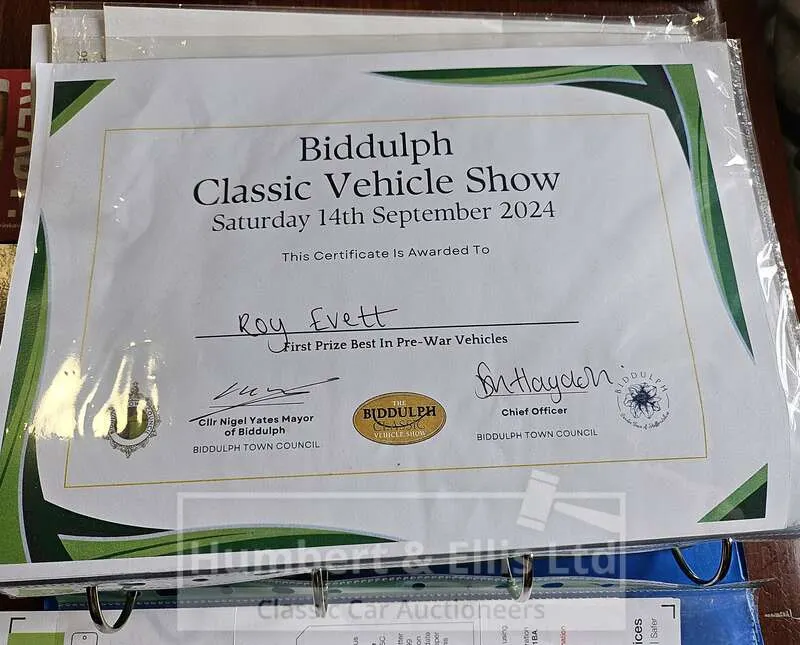 Biddulph
Classic Vehicle Show
Saturday 14th September 2024
This Certificate Is Awarded To
Roy Evett
First Prize Best In Pre-War Vehicles
Cllr Nigel Yates Mayor
of Biddulph
BIDDULPH TOWN COUNCIL
THE
BIDDULPH
CLASSIC
VEHICLE SHOW
Chief Officer
BIDDULPH TOWN COUNCIL
BIDDULPH
Humbert & Ellis Ltd
Classic Car Auctioneers